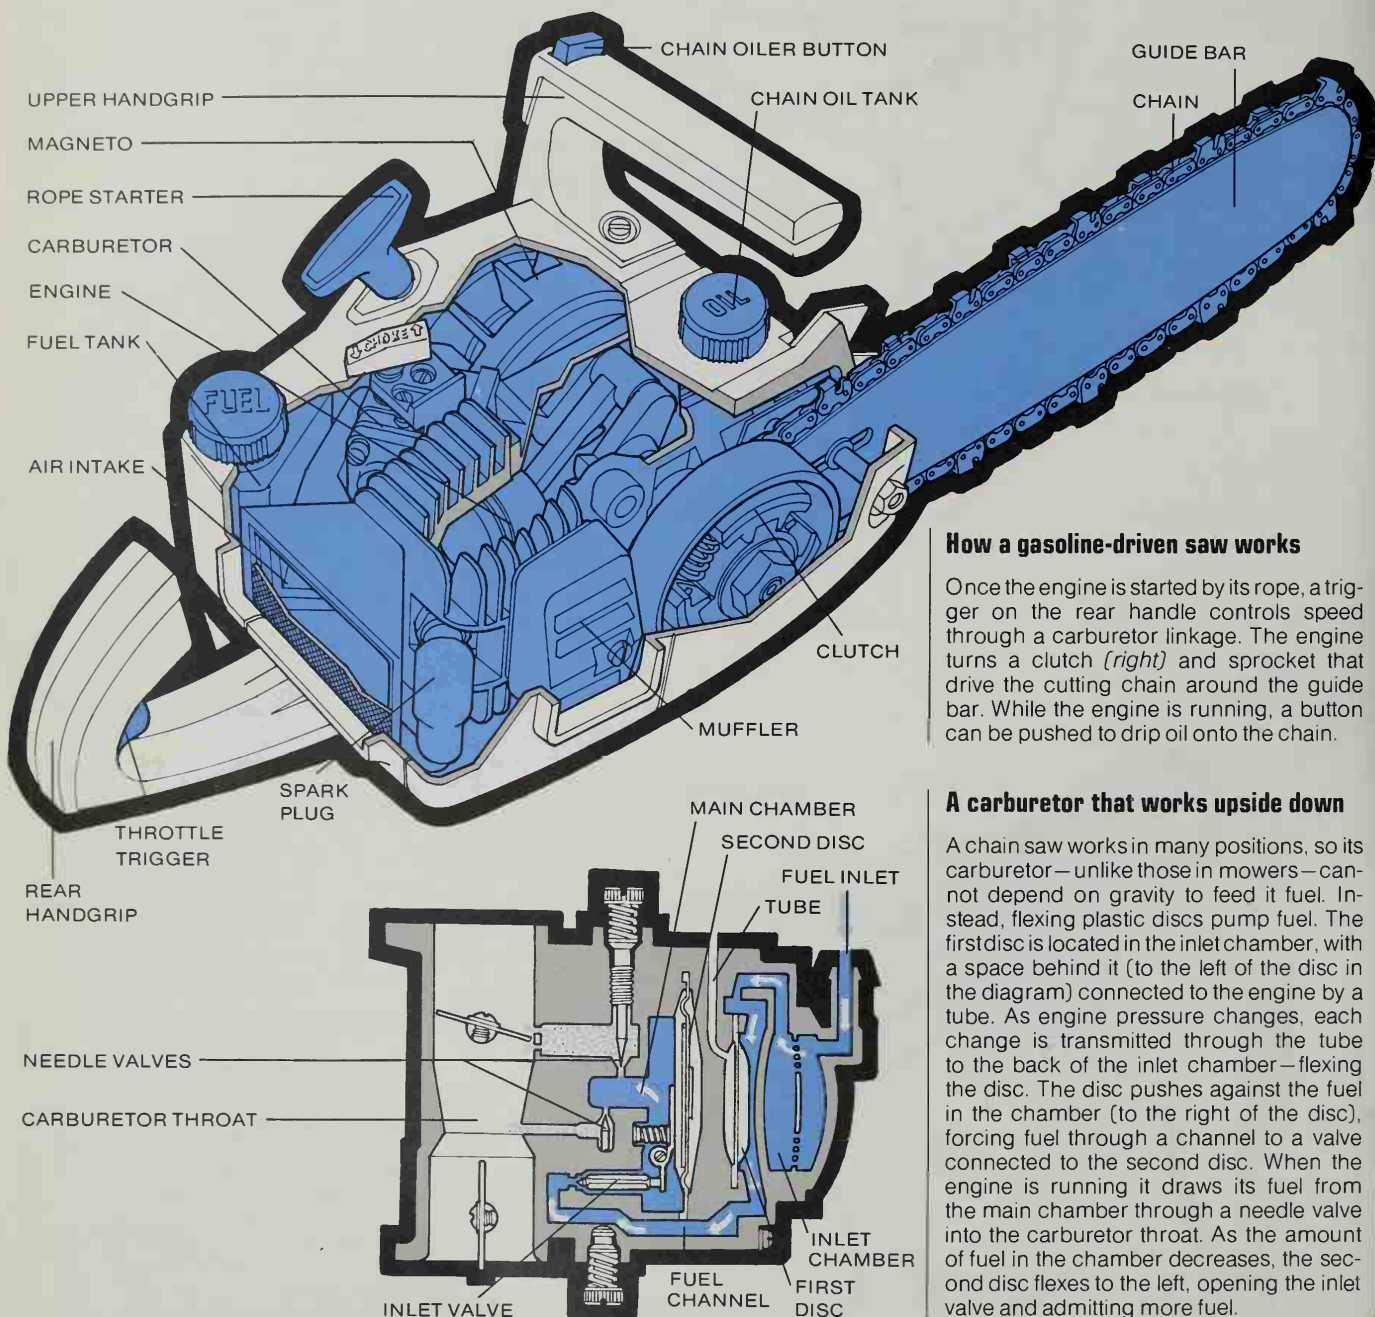 CHAIN OILER BUTTON
GUIDE BAR
UPPER HANDGRIP
CHAIN OIL TANK
CHAIN
MAGNETO
ROPE STARTER
CARBURETOR
ENGINE
FUEL TANK
OIL
CHOKE
FUEL
AIR INTAKE
CLUTCH
MUFFLER
SPARK
PLUG
THROTTLE
TRIGGER
REAR
HANDGRIP
How a gasoline-driven saw works
Once the engine is started by its rope, a trig-
ger on the rear handle controls speed
through a carburetor linkage. The engine
turns a clutch (right) and sprocket that
drive the cutting chain around the guide
bar. While the engine is running, a button
can be pushed to drip oil onto the chain.
MAIN CHAMBER
SECOND DISC
FUEL INLET
TUBE
NEEDLE VALVES
CARBURETOR THROAT
INLET VALVE
FUEL
CHANNEL
INLET
CHAMBER
FIRST
DISC
A carburetor that works upside down
A chain saw works in many positions, so its
carburetor—unlike those in mowers—can-
not depend on gravity to feed it fuel. In-
stead, flexing plastic discs pump fuel. The
first disc is located in the inlet chamber, with
a space behind it (to the left of the disc in
the diagram) connected to the engine by a
tube. As engine pressure changes, each
change is transmitted through the tube
to the back of the inlet chamber—flexing
the disc. The disc pushes against the fuel
in the chamber (to the right of the disc),
forcing fuel through a channel to a valve
connected to the second disc. When the
engine is running it draws its fuel from
the main chamber through a needle valve
into the carburetor throat. As the amount
of fuel in the chamber decreases, the sec-
ond disc flexes to the left, opening the inlet
valve and admitting more fuel.